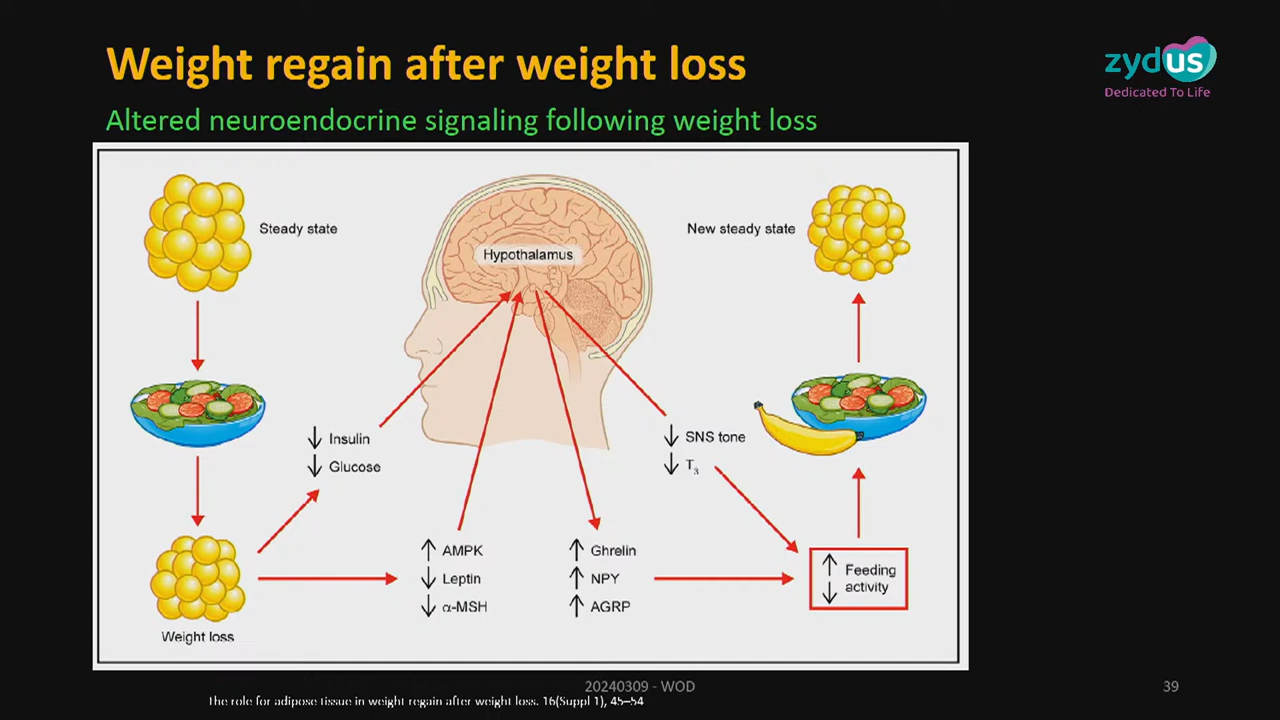 Weight regain after weight loss
zydus
Dedicated To Life
Altered neuroendocrine signaling following weight loss
Steady state
Hypothalamus
New steady state
↓ Insulin
↓ Glucose
↓ SNS tone
↓ T₃
↑ AMPK
↓ Leptin
↓ α-MSH
↑ Ghrelin
↑ NPY
↑ AGRP
↑ Feeding
↓ activity
Weight loss
20240309 - WOD
39
The role for adipose tissue in weight regain after weight loss. 16(Suppl 1), 45–54